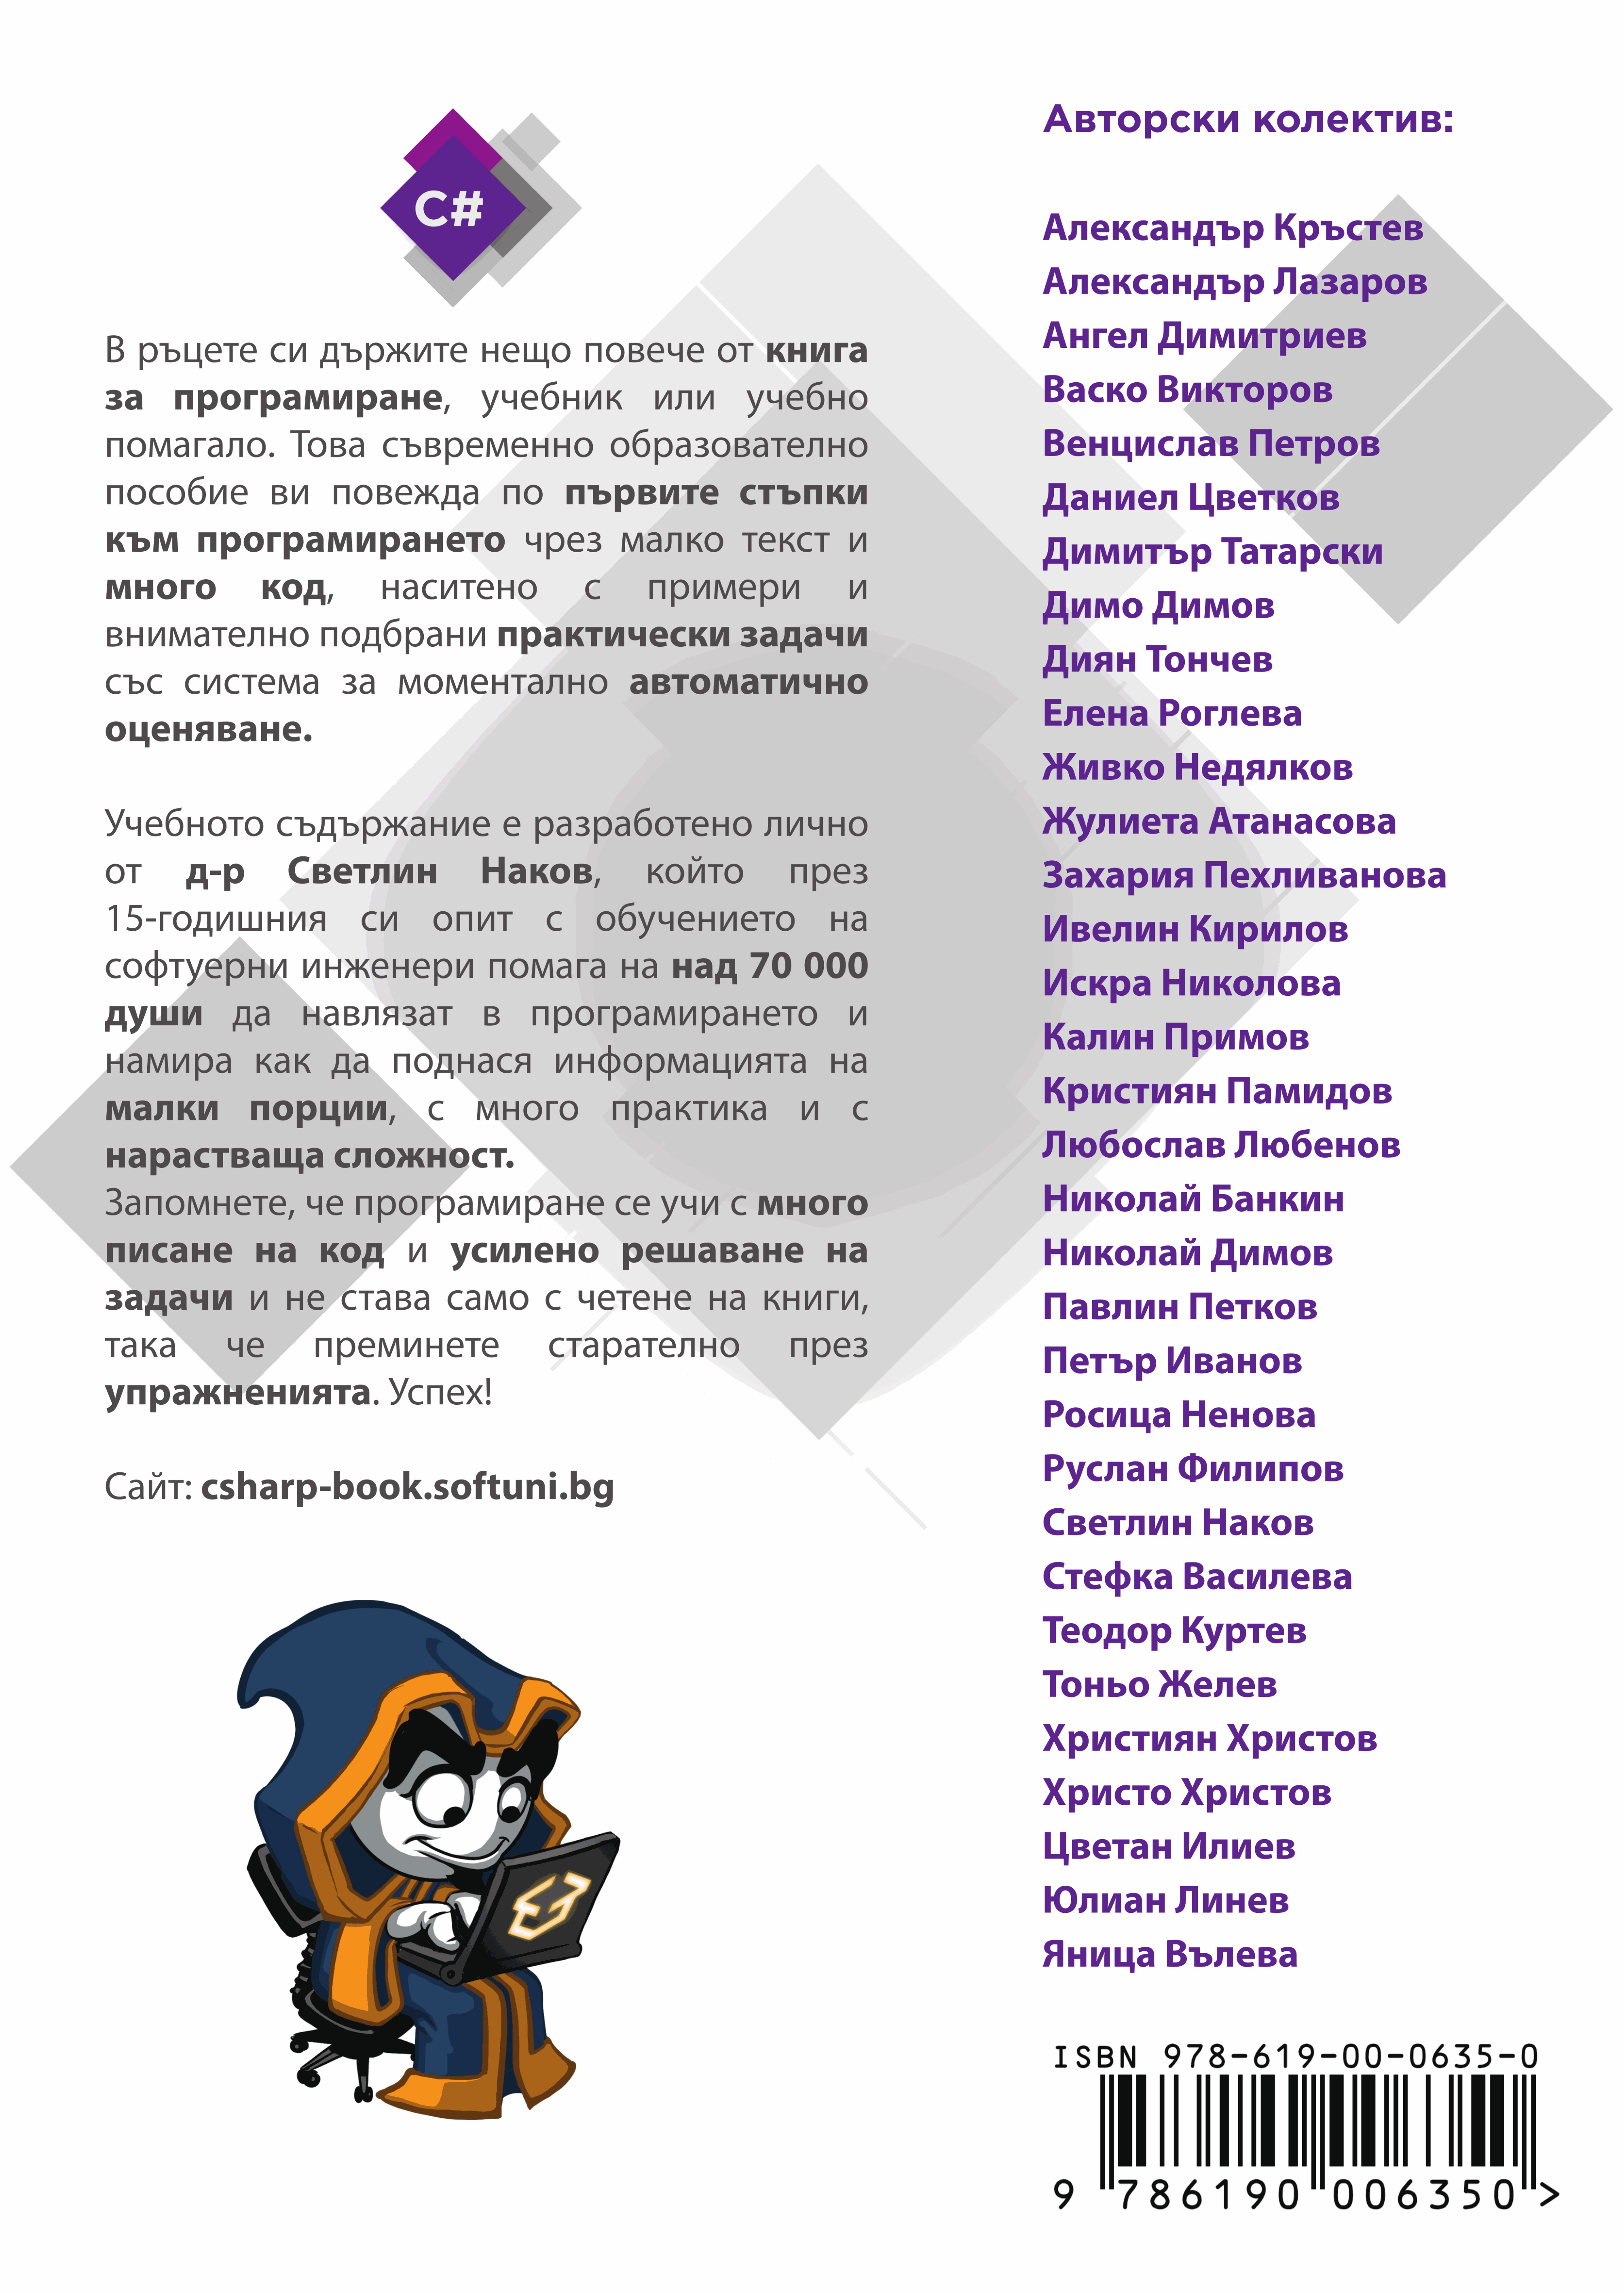 C#
В ръцете си държите нещо повече от книга
за програмиране, учебник или учебно
помагало. Това съвременно образователно
пособие ви повежда по първите стъпки
към програмирането чрез малко текст и
много код, наситено с примери и
внимателно подбрани практически задачи
със система за моментално автоматично
оценяване.
Учебното съдържание е разработено лично
от д-р Светлин Наков, който през
15-годишния си опит с обучението на
софтуерни инженери помага на над 70 000
души да навлязат в програмирането и
намира как да поднася информацията на
малки порции, с много практика и с
нарастваща сложност.
Запомнете, че програмиране се учи с много
писане на код и усилено решаване на
задачи и не става само с четене на книги,
така че преминете старателно през
упражненията. Успех!
Сайт: csharp-book.softuni.bg
Авторски колектив:
Александър Кръстев
Александър Лазаров
Ангел Димитриев
Васко Викторов
Венцислав Петров
Даниел Цветков
Димитър Татарски
Димо Димов
Диян Тончев
Елена Роглева
Живко Недялков
Жулиета Атанасова
Захария Пехливанова
Ивелин Кирилов
Искра Николова
Калин Примов
Кристиян Памидов
Любослав Любенов
Николай Банкин
Николай Димов
Павлин Петков
Петър Иванов
Росица Ненова
Руслан Филипов
Светлин Наков
Стефка Василева
Теодор Куртев
Тоньо Желев
Християн Христов
Христо Христов
Цветан Илиев
Юлиан Линев
Яница Вълева
ISBN 978-619-00-0635-0
9 786190 006350 >